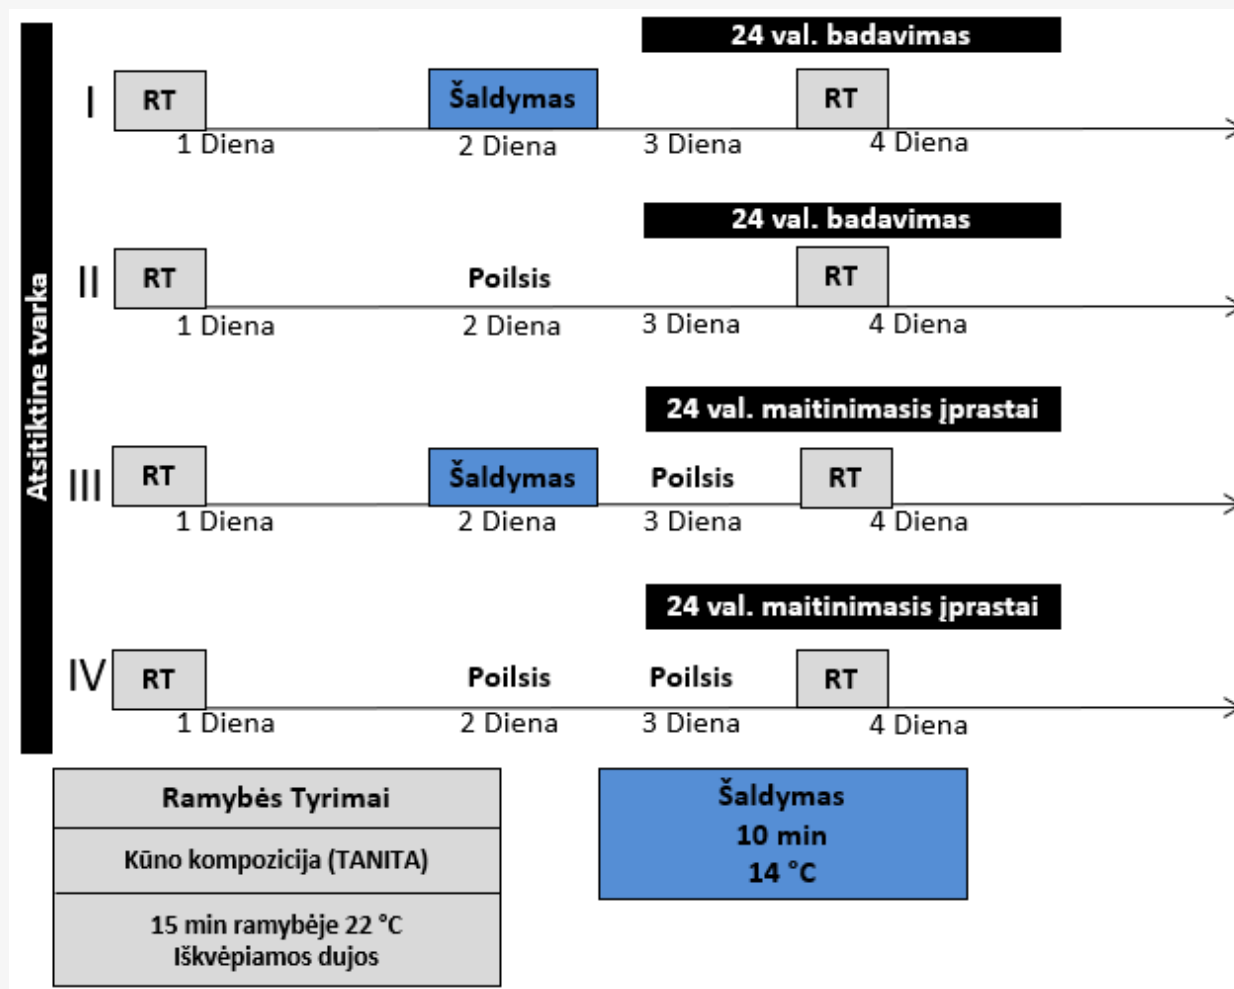 Atsitiktine tvarka
24 val. badavimas
I RT Šaldymas RT
1 Diena 2 Diena 3 Diena 4 Diena
24 val. badavimas
II RT Poilsis RT
1 Diena 2 Diena 3 Diena 4 Diena
24 val. maitinimasis įprastai
III RT Šaldymas Poilsis RT
1 Diena 2 Diena 3 Diena 4 Diena
24 val. maitinimasis įprastai
IV RT Poilsis Poilsis RT
1 Diena 2 Diena 3 Diena 4 Diena
Ramybės Tyrimai
Kūno kompozicija (TANITA)
15 min ramybėje 22 °C
Iškvėpiamos dujos
Šaldymas
10 min
14 °C